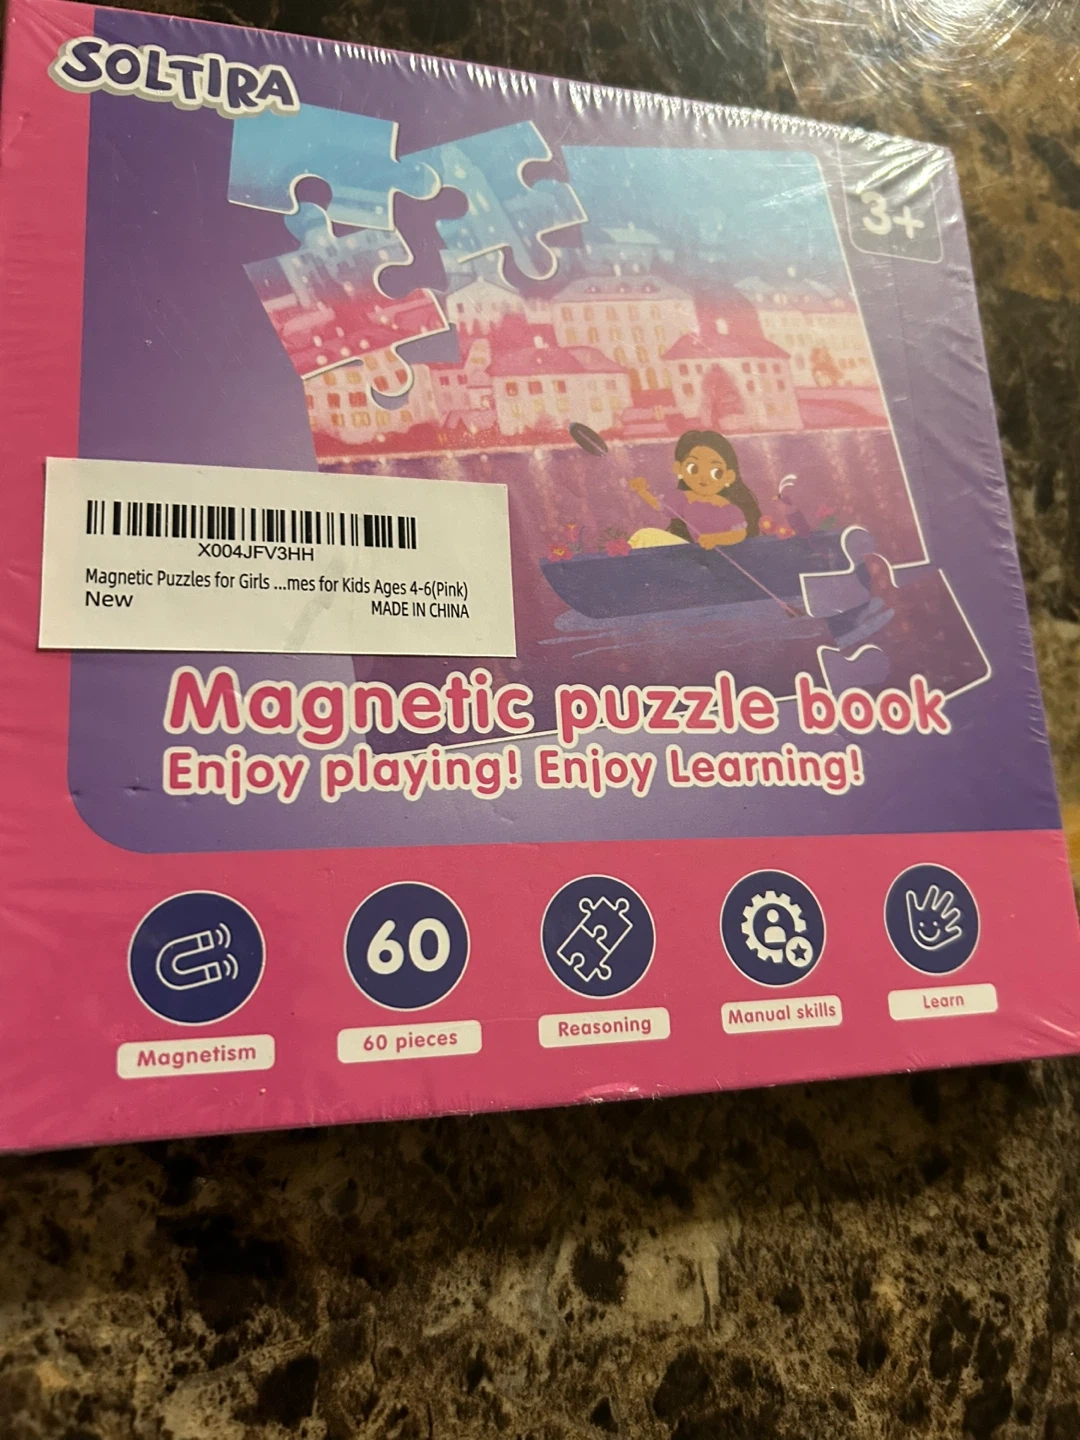 SOLTIRA
3+
X004JFV3HH
Magnetic Puzzles for Girls ...mes for Kids Ages 4-6(Pink)
New
MADE IN CHINA
Magnetic puzzle book
Enjoy playing! Enjoy Learning!
60
Magnetism
60 pieces
Reasoning
Manual skills
Learn